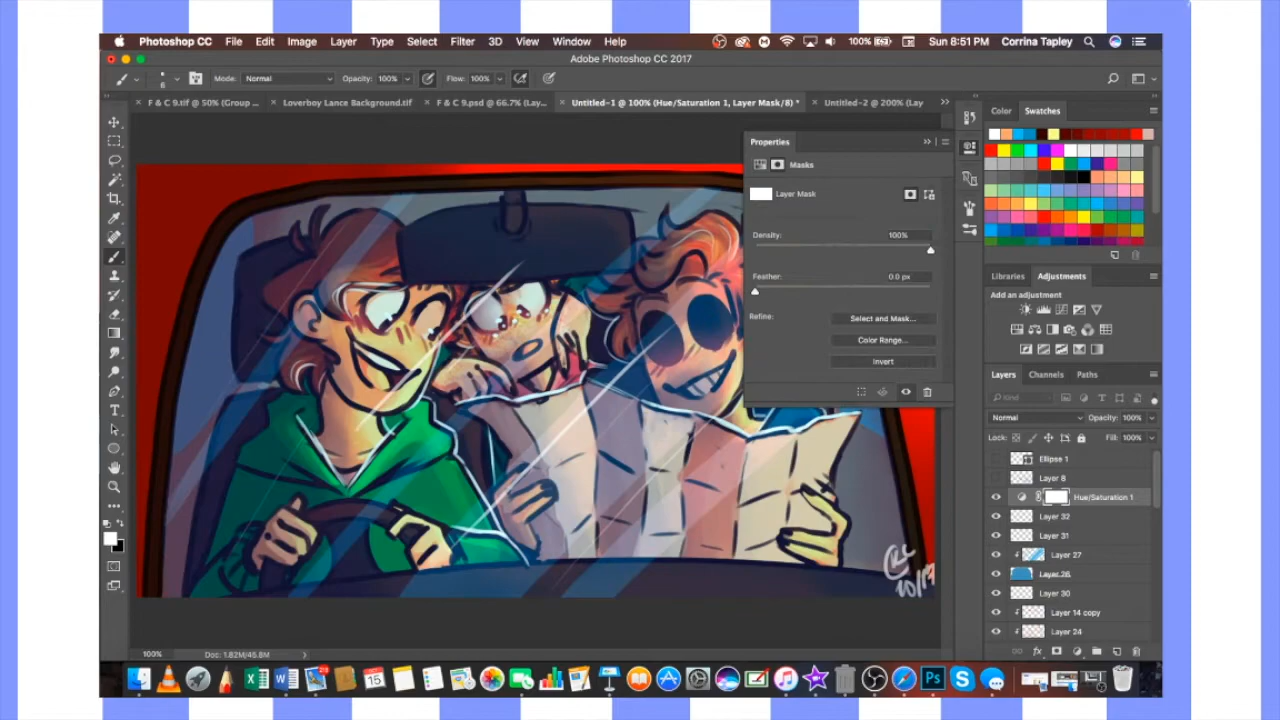 Photoshop CC File Edit Image Layer Type Select Filter 3D View Window Help 100% Sun 8:51 PM Corrina Tapley
Adobe Photoshop CC 2017
6 Mode: Normal Opacity: 100% Flow: 100%
F & C 9.tif @ 50% (Group ... Loverboy Lance Background.tif F & C 9.psd @ 66.7% (Lay... Untitled-1 @ 100% (Hue/Saturation 1, Layer Mask/8) * Untitled-2 @ 200% (Lay
Color Swatches
Properties
Masks
Layer Mask
Density: 100%
Feather: 0.0 px
Refine: Select and Mask...
Color Range...
Invert
Libraries Adjustments
Add an adjustment
Layers Channels Paths
Kind
Normal Opacity: 100%
Lock: Fill: 100%
Ellipse 1
Layer 8
Hue/Saturation 1
Layer 32
Layer 31
Layer 27
Layer 26
Layer 30
Layer 14 copy
Layer 24
10/17
100% Doc: 1.82M/45.8M